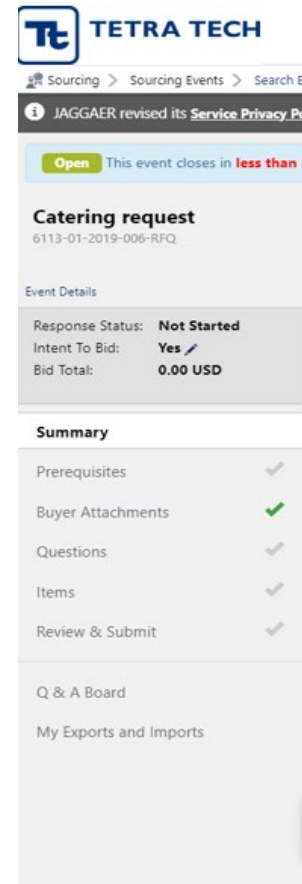 Tt TETRA TECH
Sourcing > Sourcing Events > Search
i JAGGAER revised its Service Privacy
Open This event closes in less than
Catering request
6113-01-2019-006-RFQ
Event Details
Response Status: Not Started
Intent To Bid: Yes
Bid Total: 0.00 USD
Summary
Prerequisites
Buyer Attachments
Questions
Items
Review & Submit
Q & A Board
My Exports and Imports